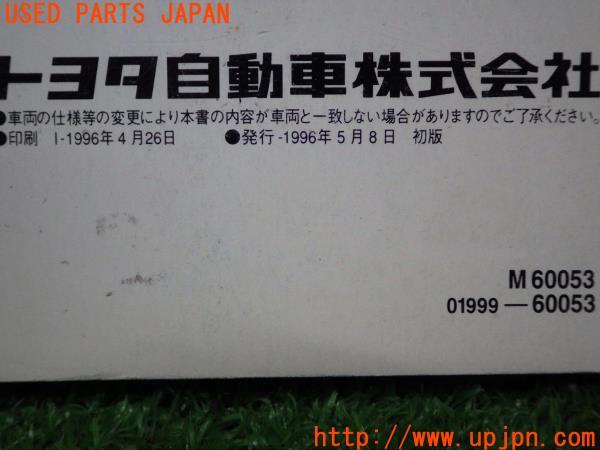 USED PARTS JAPAN
トヨタ自動車株式会社
●車両の仕様等の変更により本書の内容が車両と一致しない場合がありますのでご了承ください。
●印刷 I-1996年4月26日 ●発行-1996年5月8日 初版
M 60053
01999—60053
http://www.upjpn.com